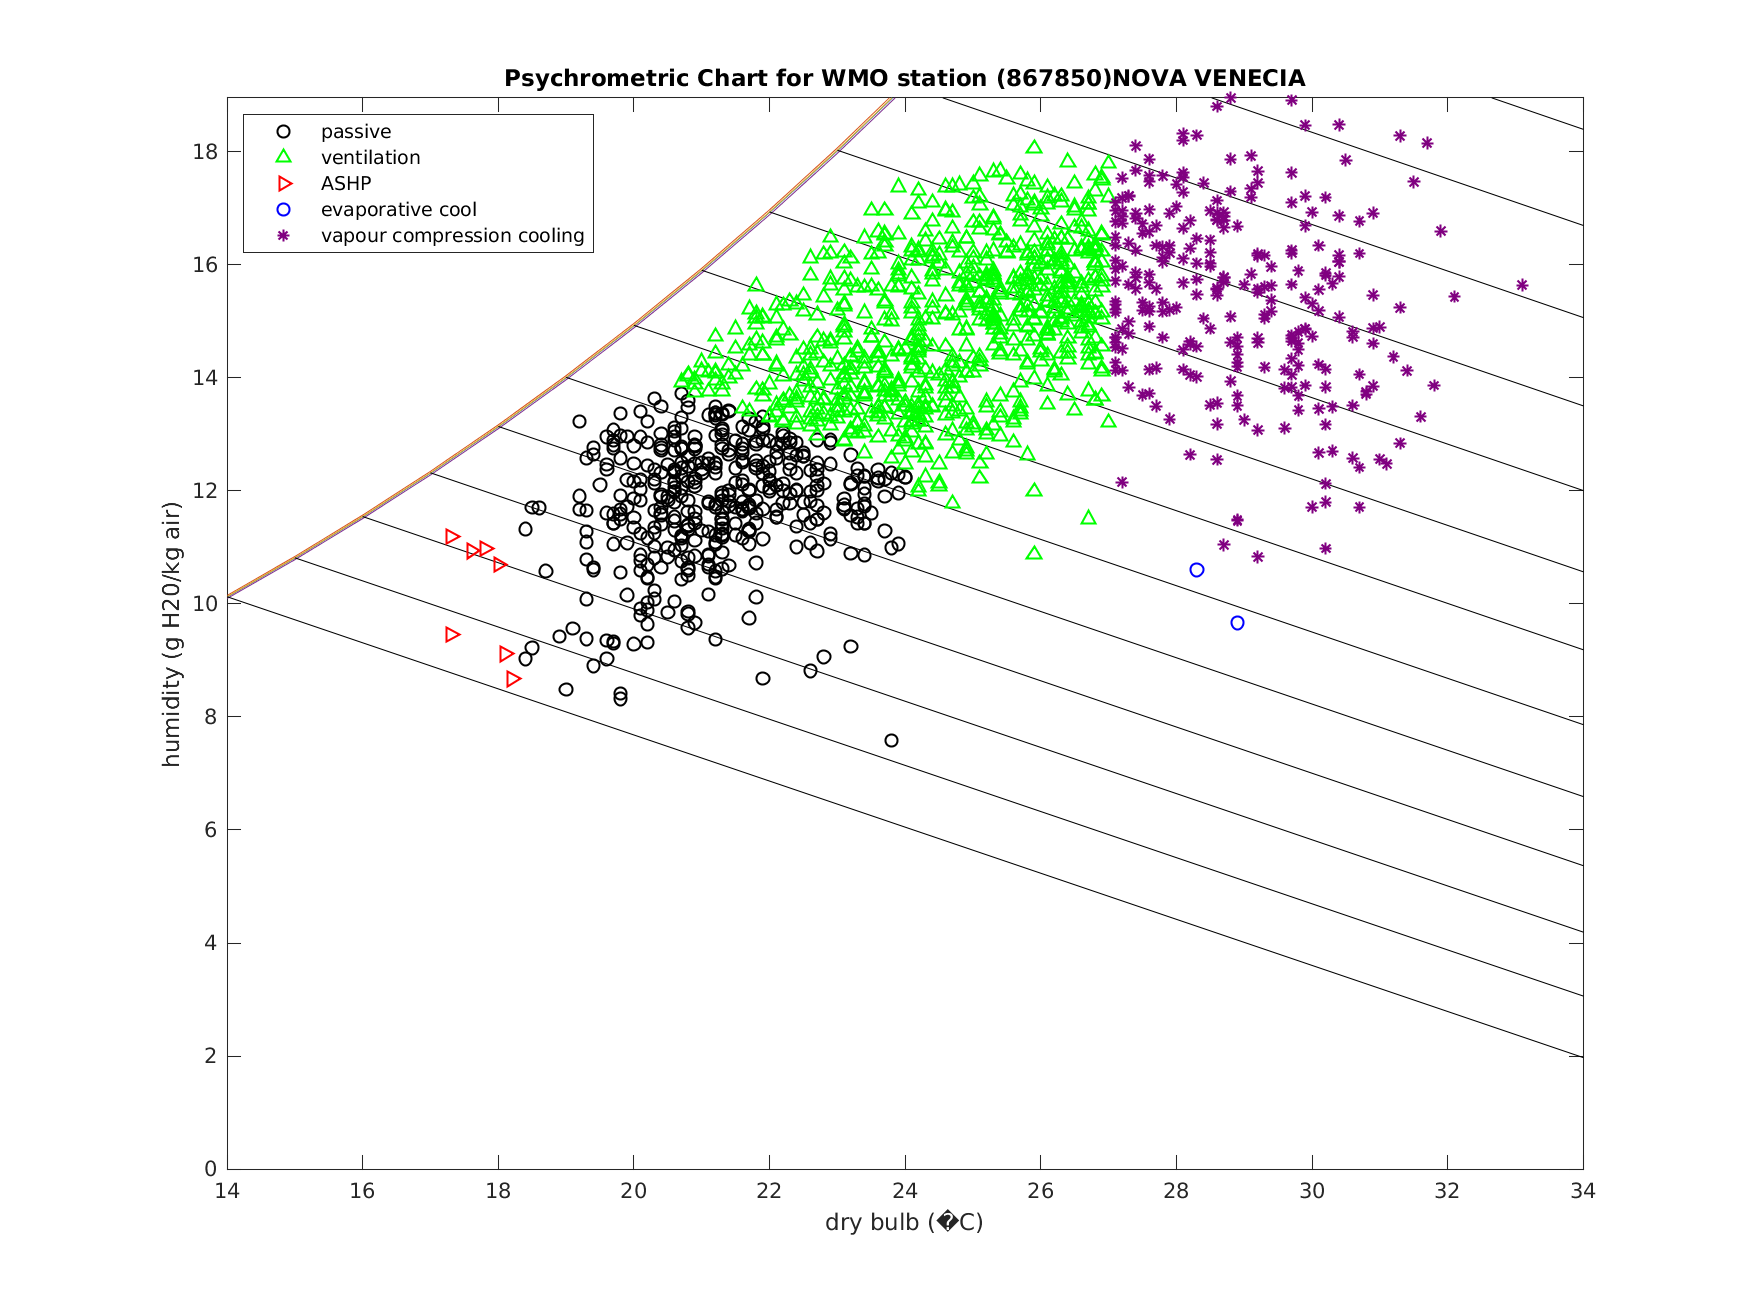 Psychrometric Chart for WMO station (867850)NOVA VENECIA
passive
ventilation
ASHP
evaporative cool
vapour compression cooling
humidity (g H20/kg air)
18
16
14
12
10
8
6
4
2
0
14 16 18 20 22 24 26 28 30 32 34
dry bulb (�C)